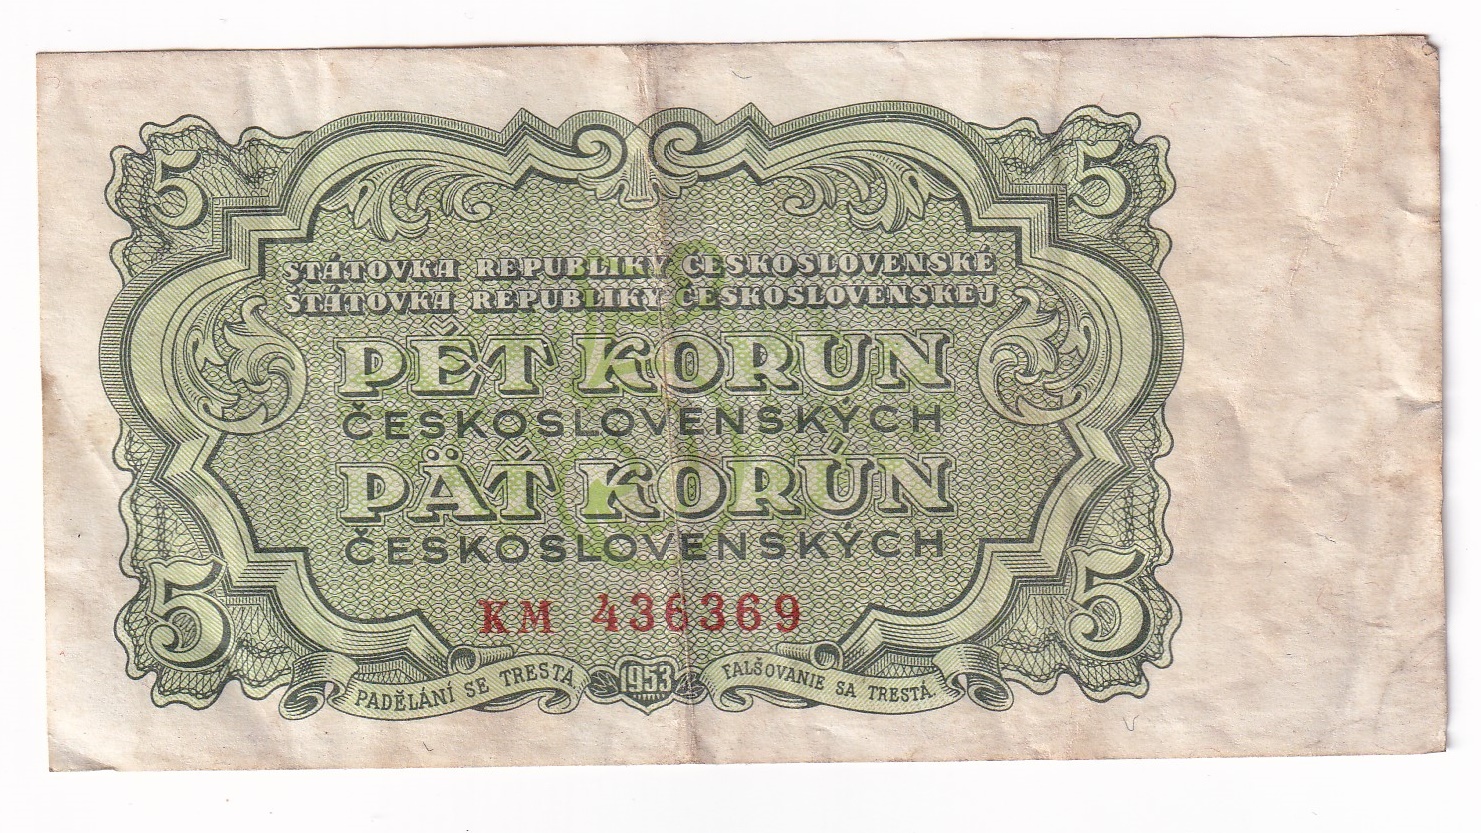 5 5
STÁTOVKA REPUBLIKY ČESKOSLOVENSKÉ
ŠTÁTOVKA REPUBLIKY ČESKOSLOVENSKEJ
PĚT KORUN
ČESKOSLOVENSKÝCH
PÄŤ KORÚN
ČESKOSLOVENSKÝCH
5 5
KM 436369
PADĚLÁNÍ SE TRESTÁ 1953 FALŠOVANIE SA TRESTÁ.